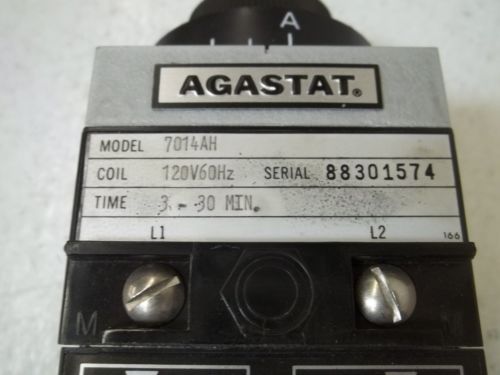 A
AGASTAT®
MODEL 7014AH
COIL 120V60Hz SERIAL 88301574
TIME 3 - 30 MIN.
L1 L2 166
M M